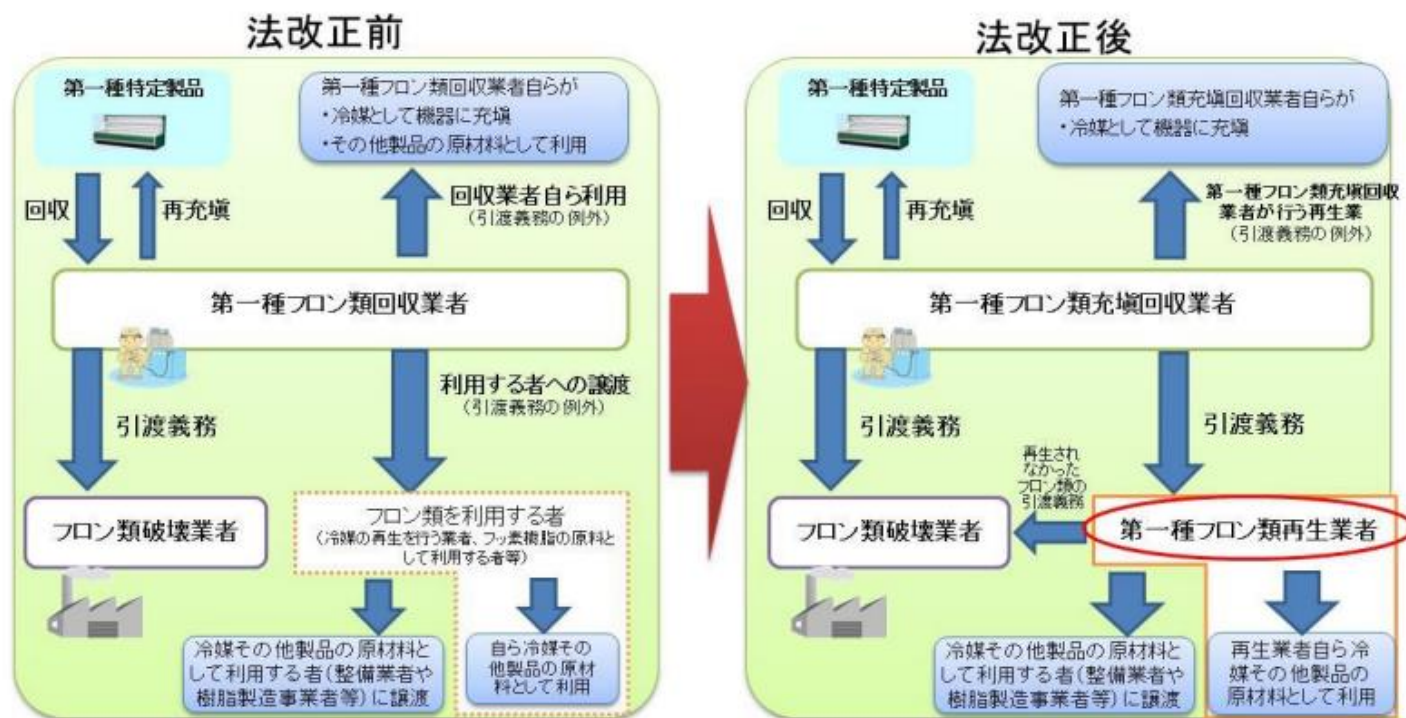 法改正前
第一種特定製品
第一種フロン類回収業者自らが
・冷媒として機器に充塡
・その他製品の原材料として利用
回収
再充塡
回収業者自ら利用
(引渡義務の例外)
第一種フロン類回収業者
引渡義務
利用する者への譲渡
(引渡義務の例外)
フロン類破壊業者
フロン類を利用する者
(冷媒の再生を行う業者、フッ素樹脂の原料と
して利用する者等)
冷媒その他製品の原材料と
して利用する者(整備業者や
樹脂製造事業者等)に譲渡
自ら冷媒その
他製品の原材
料として利用
法改正後
第一種特定製品
第一種フロン類充塡回収業者自らが
・冷媒として機器に充塡
回収
再充塡
第一種フロン類充塡回収
業者が行う再生業
(引渡義務の例外)
第一種フロン類充塡回収業者
引渡義務
引渡義務
再生され
なかった
フロン類の
引渡義務
フロン類破壊業者
第一種フロン類再生業者
冷媒その他製品の原材料と
して利用する者(整備業者や
樹脂製造事業者等)に譲渡
再生業者自ら冷
媒その他製品の
原材料として利用